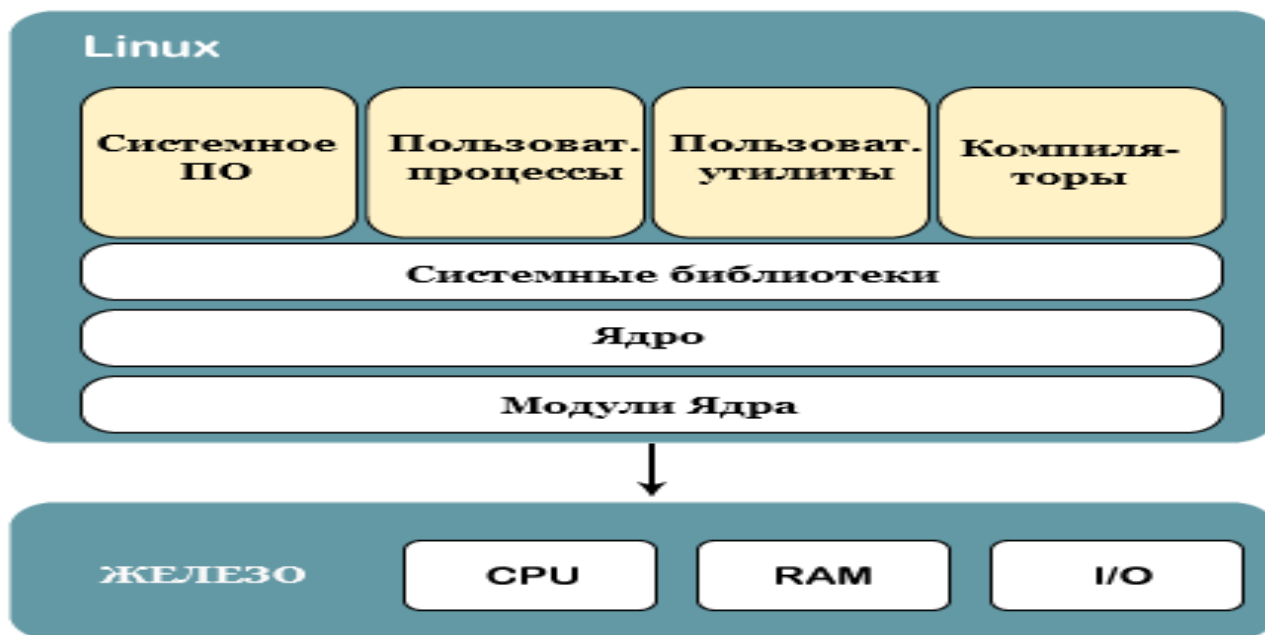 Linux
Системное
ПО
Пользоват.
процессы
Пользоват.
утилиты
Компиля-
торы
Системные библиотеки
Ядро
Модули Ядра
ЖЕЛЕЗО
CPU
RAM
I/O